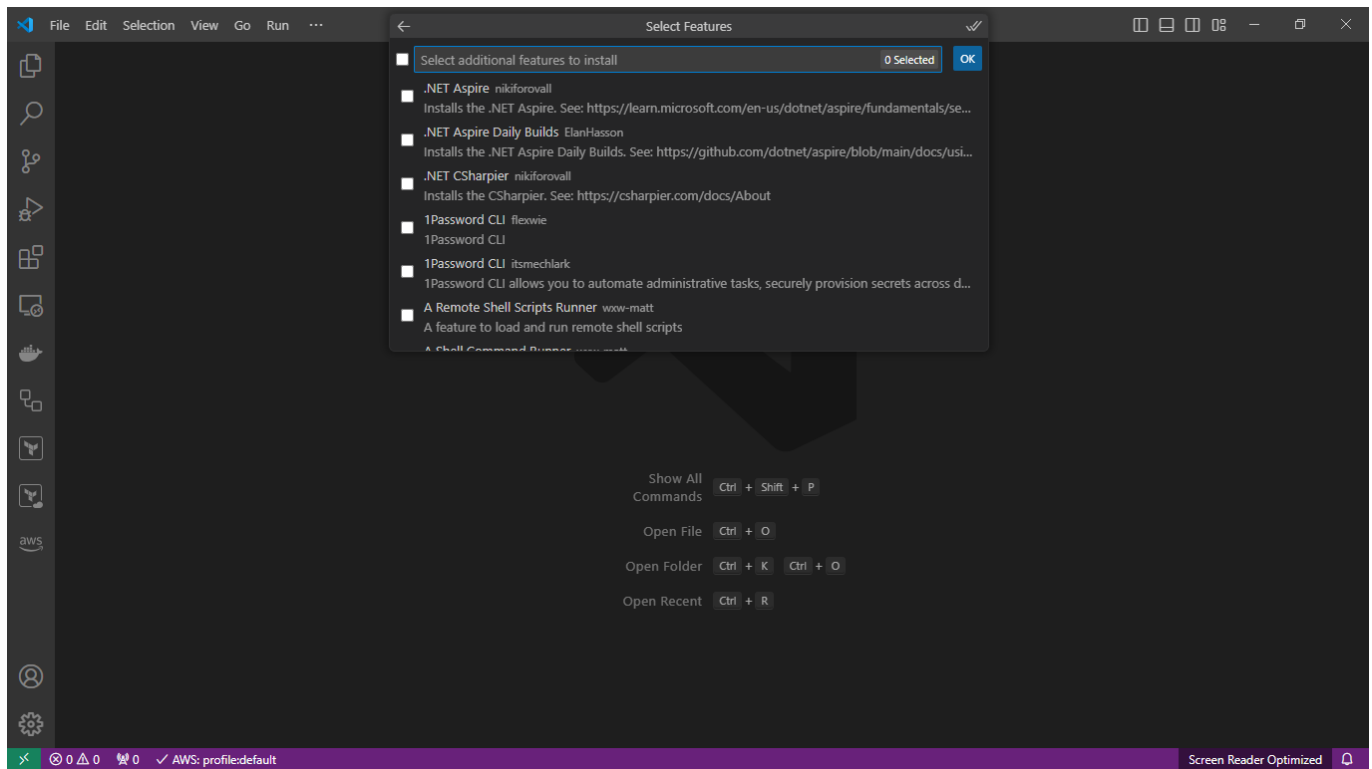 File Edit Selection View Go Run ···
Select Features
Select additional features to install 0 Selected OK
.NET Aspire nikiforovall
Installs the .NET Aspire. See: https://learn.microsoft.com/en-us/dotnet/aspire/fundamentals/se...
.NET Aspire Daily Builds ElanHasson
Installs the .NET Aspire Daily Builds. See: https://github.com/dotnet/aspire/blob/main/docs/usi...
.NET CSharpier nikiforovall
Installs the CSharpier. See: https://csharpier.com/docs/About
1Password CLI flexwie
1Password CLI
1Password CLI itsmechlark
1Password CLI allows you to automate administrative tasks, securely provision secrets across d...
A Remote Shell Scripts Runner wxw-matt
A feature to load and run remote shell scripts
A Shell Command Runner wxw-matt
Show All Commands Ctrl + Shift + P
Open File Ctrl + O
Open Folder Ctrl + K Ctrl + O
Open Recent Ctrl + R
aws
0 0 0 AWS: profile:default Screen Reader Optimized